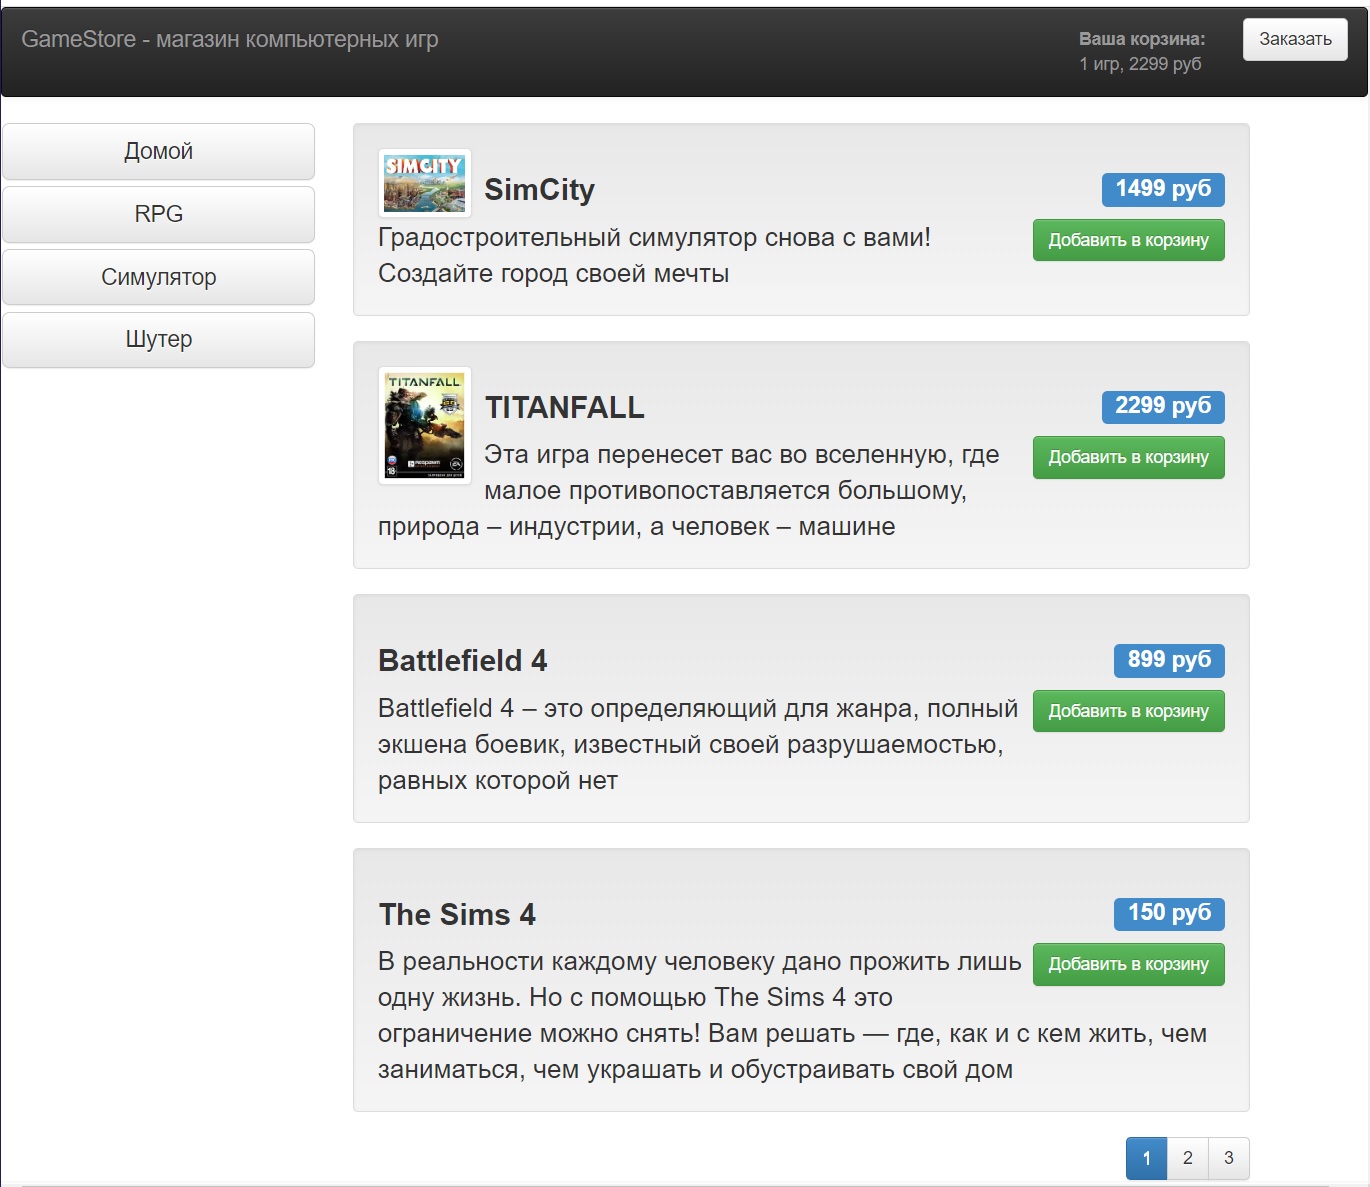 GameStore - магазин компьютерных игр
Ваша корзина:
1 игр, 2299 руб
Заказать
Домой
RPG
Симулятор
Шутер
SIMCITY
SimCity
1499 руб
Добавить в корзину
Градостроительный симулятор снова с вами!
Создайте город своей мечты
TITANFALL
TITANFALL
2299 руб
Добавить в корзину
Эта игра перенесет вас во вселенную, где
малое противопоставляется большому,
природа – индустрии, а человек – машине
18
Battlefield 4
899 руб
Добавить в корзину
Battlefield 4 – это определяющий для жанра, полный
экшена боевик, известный своей разрушаемостью,
равных которой нет
The Sims 4
150 руб
Добавить в корзину
В реальности каждому человеку дано прожить лишь
одну жизнь. Но с помощью The Sims 4 это
ограничение можно снять! Вам решать — где, как и с кем жить, чем
заниматься, чем украшать и обустраивать свой дом
1 2 3